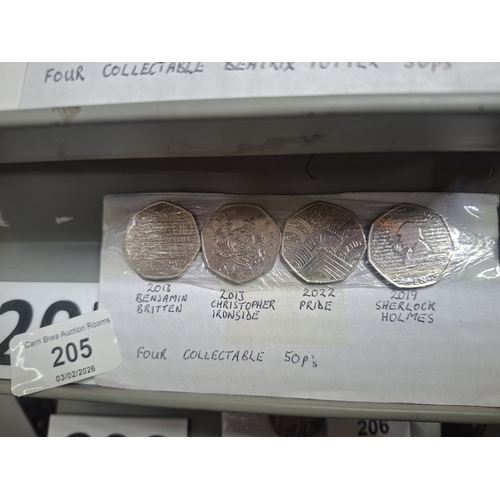 FOUR COLLECTABLE BEATRIX POTTER 50p's
2013
BENJAMIN
BRITTEN
2013
CHRISTOPHER
IRONSIDE
2022
PRIDE
2019
SHERLOCK
HOLMES
FOUR COLLECTABLE 50p's
Carn Brea Auction Rooms
205
03/02/2026
206